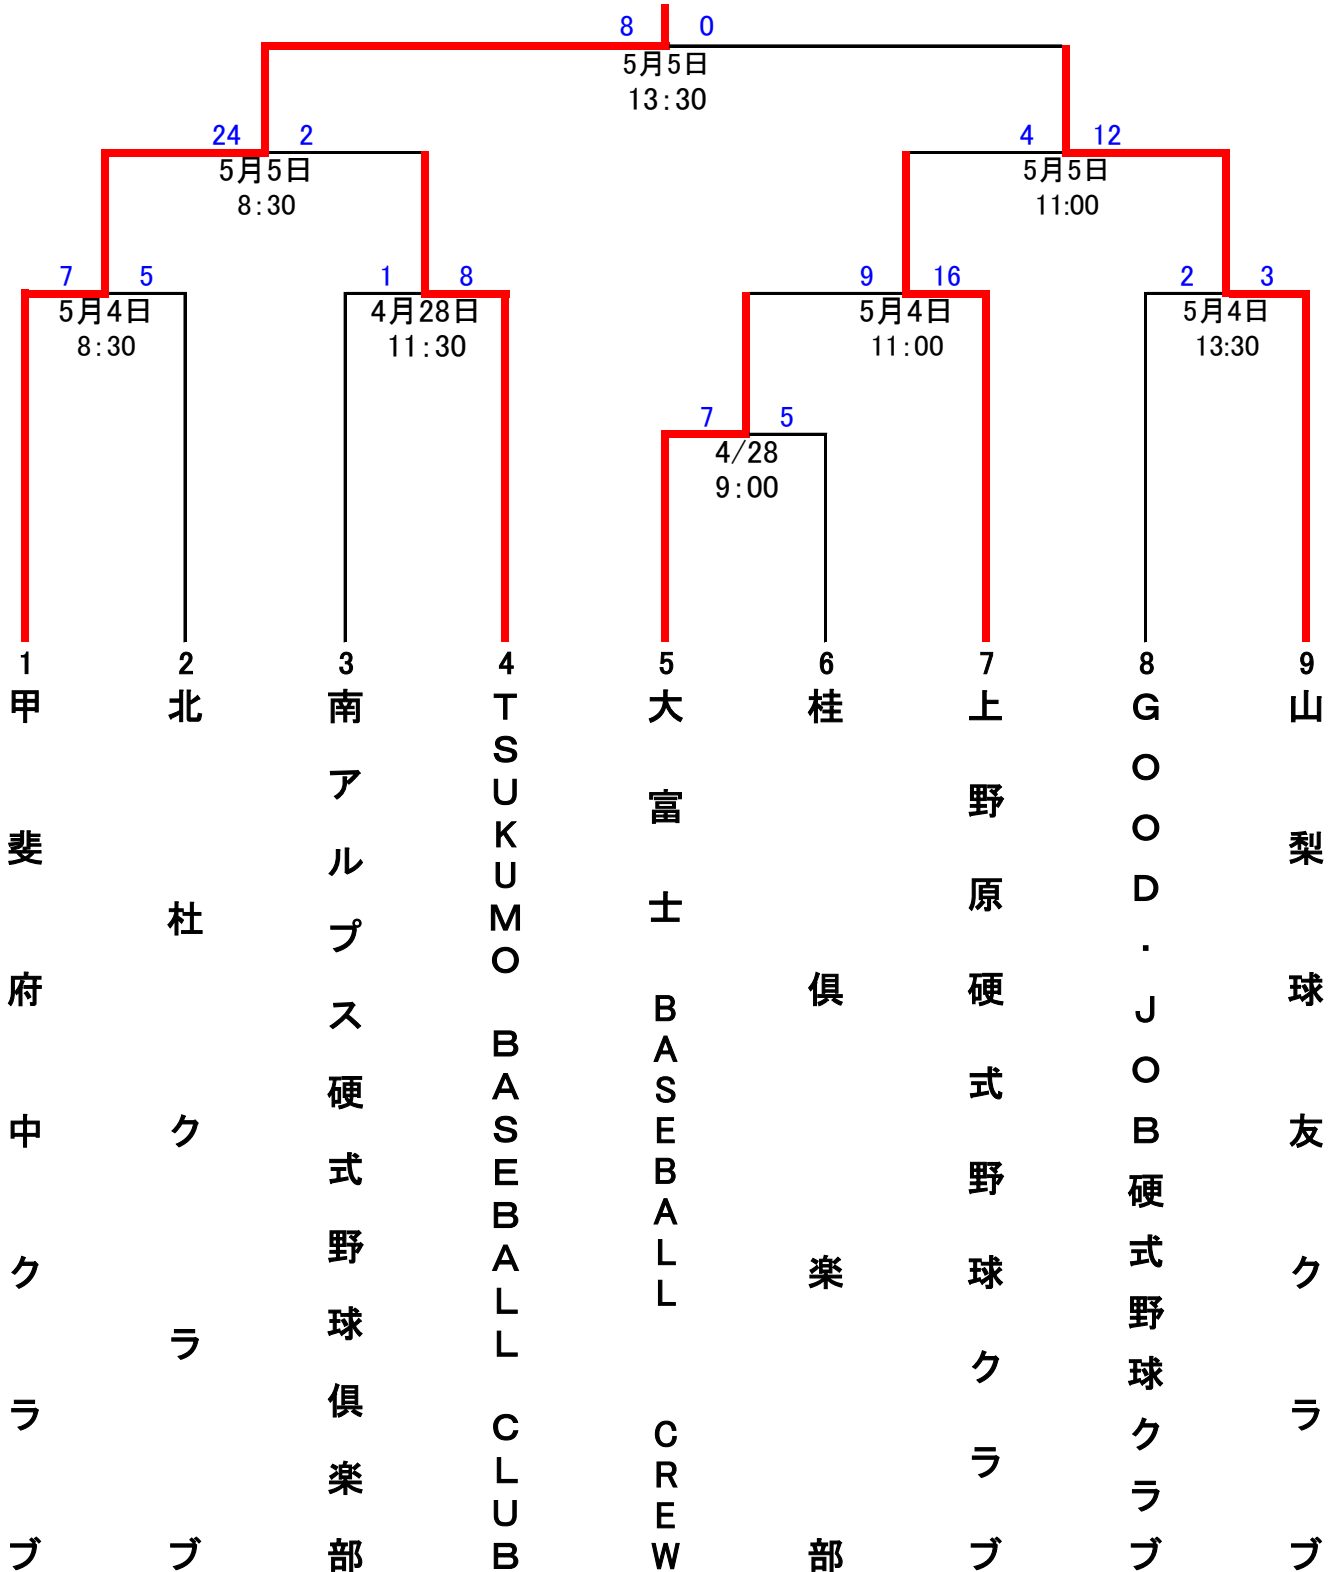 8 0
5月5日
13:30
24 2
5月5日
8:30
4 12
5月5日
11:00
7 5
5月4日
8:30
1 8
4月28日
11:30
9 16
5月4日
11:00
2 3
5月4日
13:30
7 5
4/28
9:00
1
甲斐府中クラブ
2
北杜クラブ
3
南アルプス硬式野球倶楽部
4
TSUKUMO BASEBALL CLUB
5
大富士 BASEBALL CREW
6
桂倶楽部
7
上野原硬式野球クラブ
8
GOOD.JOB硬式野球クラブ
9
山梨球友クラブ